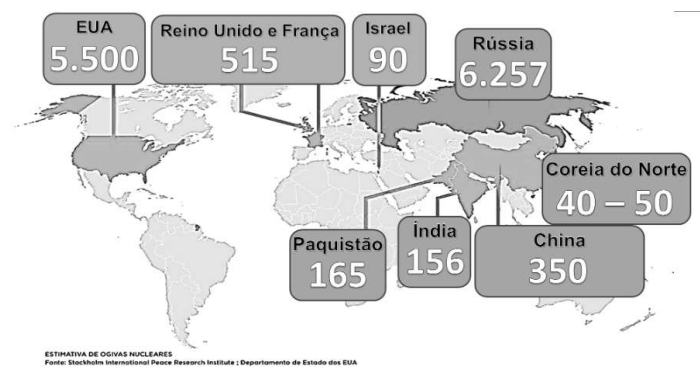 EUA
5.500
Reino Unido e França
515
Israel
90
Rússia
6.257
Coreia do Norte
40 – 50
Paquistão
165
Índia
156
China
350
ESTIMATIVA DE OGIVAS NUCLEARES
Fonte: Stockholm International Peace Research Institute ; Departamento de Estado dos EUA